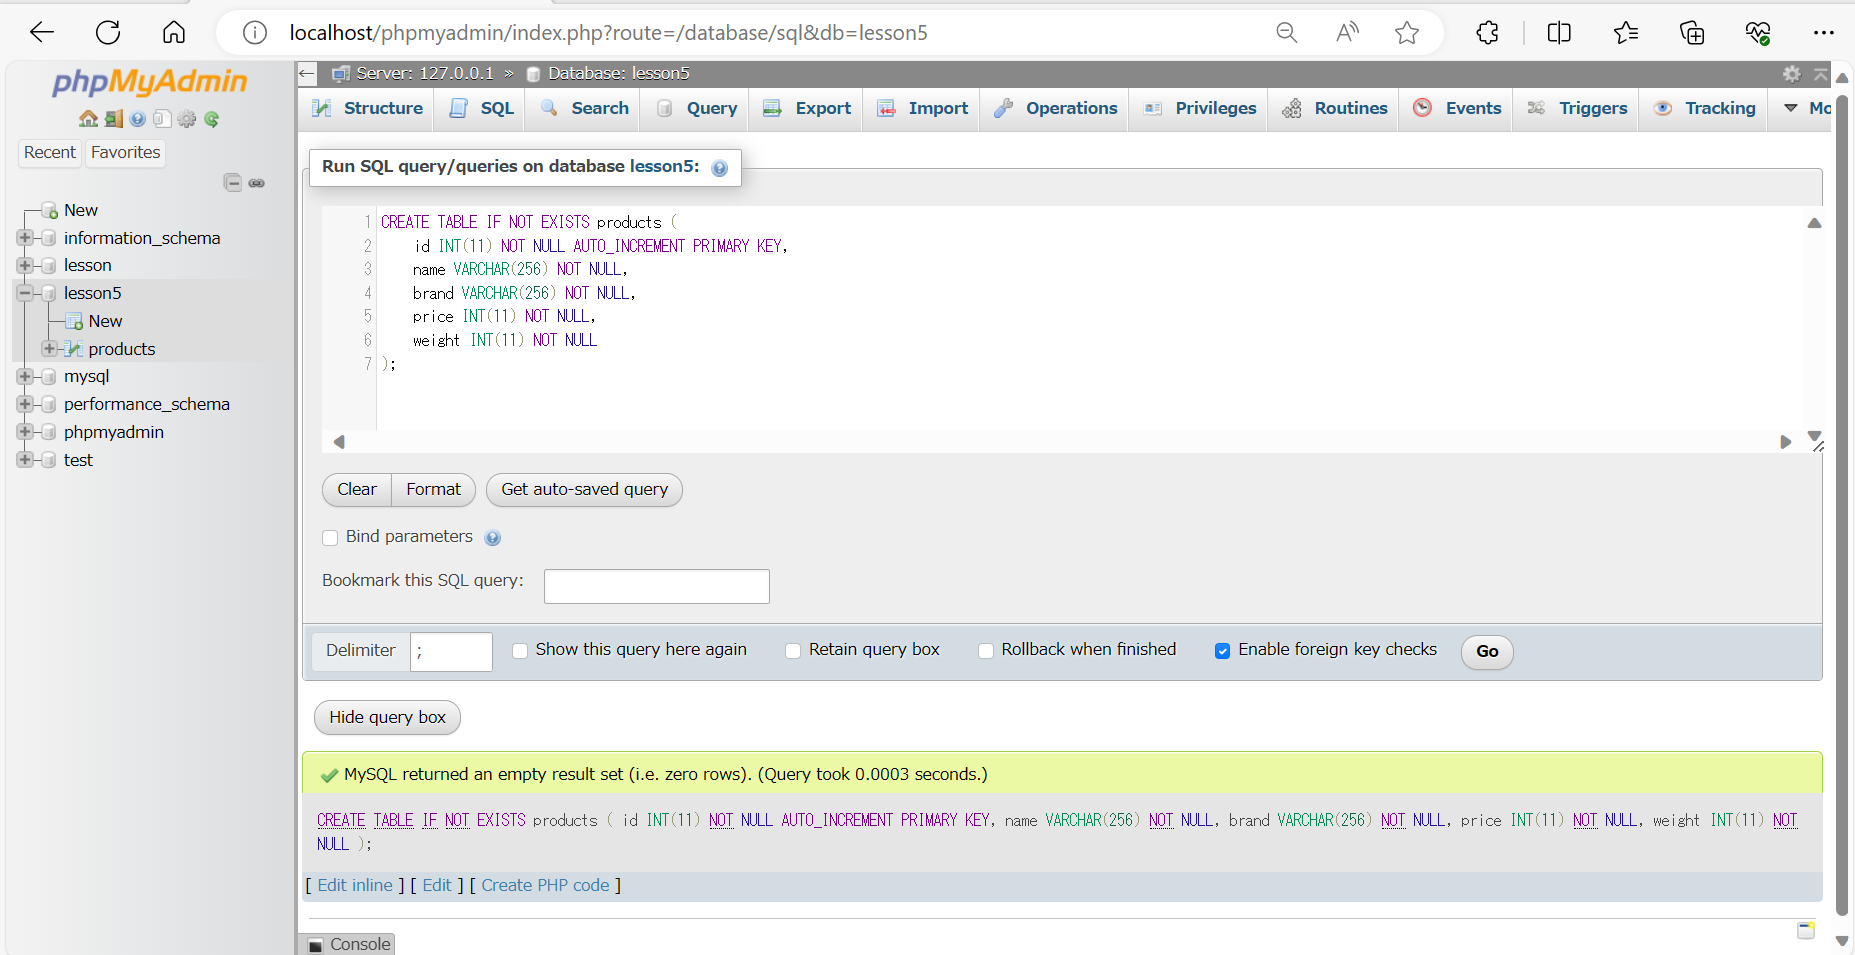 localhost/phpmyadmin/index.php?route=/database/sql&db=lesson5
phpMyAdmin
Recent Favorites
New
information_schema
lesson
lesson5
New
products
mysql
performance_schema
phpmyadmin
test
Server: 127.0.0.1 » Database: lesson5
Structure SQL Search Query Export Import Operations Privileges Routines Events Triggers Tracking Mo
Run SQL query/queries on database lesson5:
1 CREATE TABLE IF NOT EXISTS products (
2 id INT(11) NOT NULL AUTO_INCREMENT PRIMARY KEY,
3 name VARCHAR(256) NOT NULL,
4 brand VARCHAR(256) NOT NULL,
5 price INT(11) NOT NULL,
6 weight INT(11) NOT NULL
7 );
Clear Format Get auto-saved query
Bind parameters
Bookmark this SQL query:
Delimiter ; Show this query here again Retain query box Rollback when finished Enable foreign key checks Go
Hide query box
MySQL returned an empty result set (i.e. zero rows). (Query took 0.0003 seconds.)
CREATE TABLE IF NOT EXISTS products ( id INT(11) NOT NULL AUTO_INCREMENT PRIMARY KEY, name VARCHAR(256) NOT NULL, brand VARCHAR(256) NOT NULL, price INT(11) NOT NULL, weight INT(11) NOT
NULL );
[ Edit inline ] [ Edit ] [ Create PHP code ]
Console